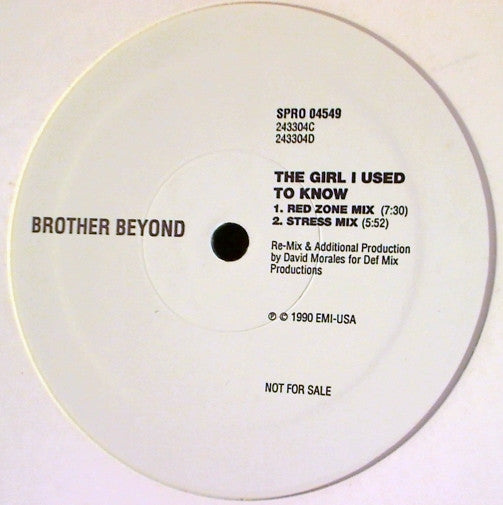 SPRO 04549
243304C
243304D
THE GIRL I USED
TO KNOW
1. RED ZONE MIX (7:30)
2. STRESS MIX (5:52)
BROTHER BEYOND
Re-Mix & Additional Production
by David Morales for Def Mix
Productions
℗ © 1990 EMI-USA
NOT FOR SALE